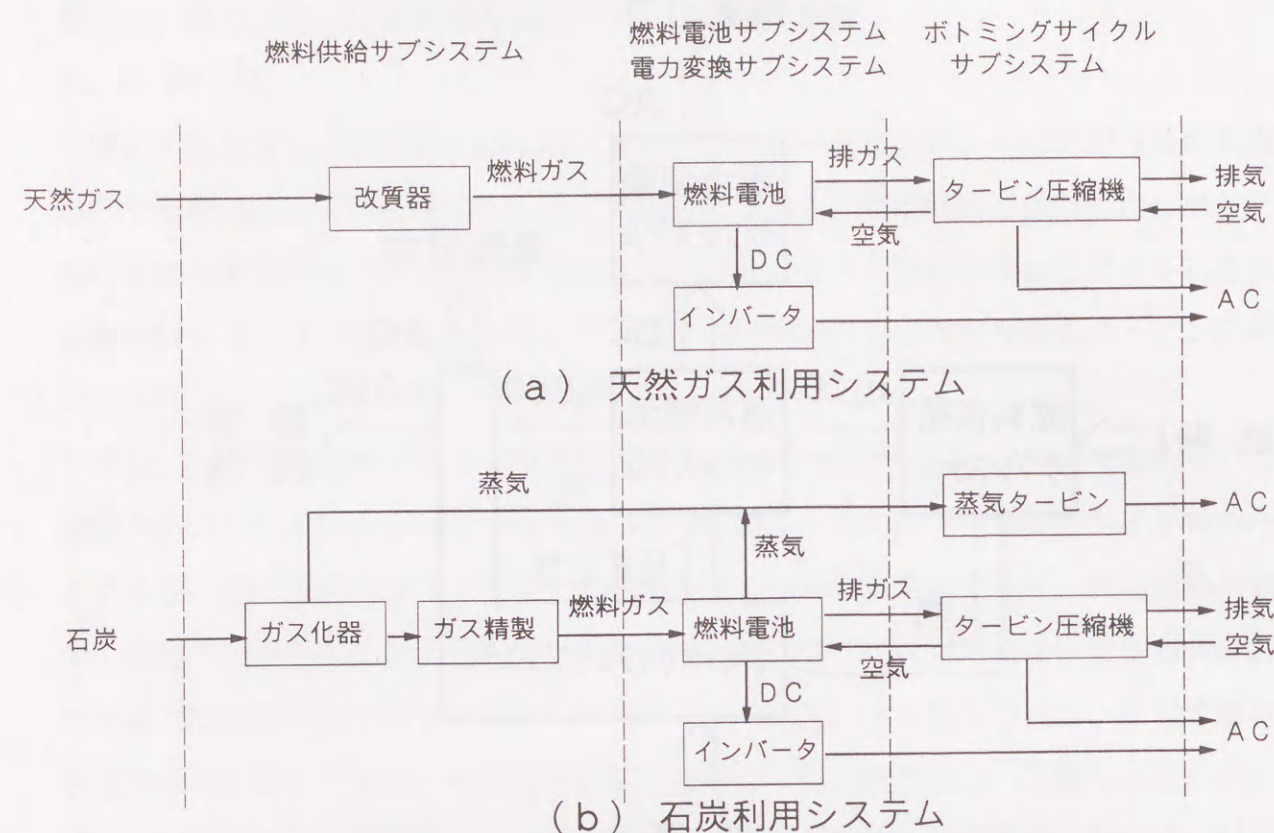 燃料供給サブシステム
燃料電池サブシステム
電力変換サブシステム
ボトミングサイクル
サブシステム
天然ガス
改質器
燃料ガス
燃料電池
排ガス
空気
タービン圧縮機
排気
空気
DC
インバータ
AC
(a) 天然ガス利用システム
蒸気
蒸気タービン
AC
蒸気
石炭
ガス化器
ガス精製
燃料ガス
燃料電池
排ガス
空気
タービン圧縮機
排気
空気
DC
インバータ
AC
(b) 石炭利用システム